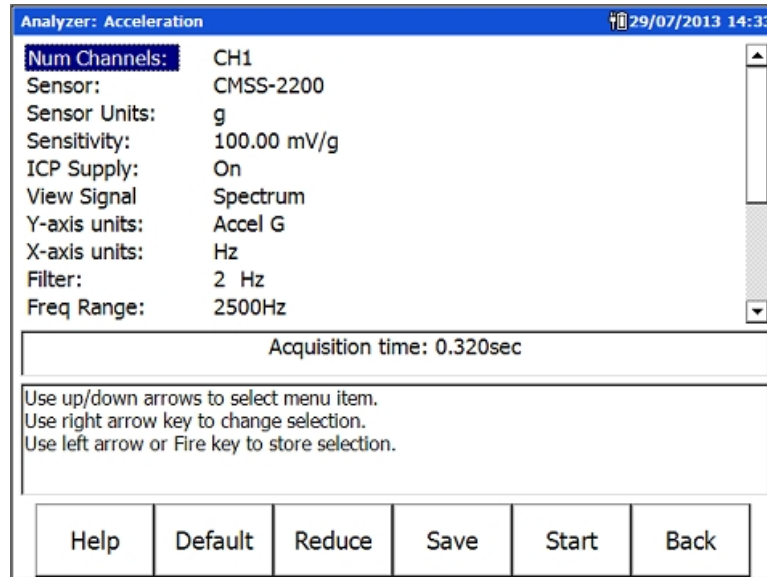 Analyzer: Acceleration 29/07/2013 14:33
Num Channels: CH1
Sensor: CMSS-2200
Sensor Units: g
Sensitivity: 100.00 mV/g
ICP Supply: On
View Signal Spectrum
Y-axis units: Accel G
X-axis units: Hz
Filter: 2 Hz
Freq Range: 2500Hz
Acquisition time: 0.320sec
Use up/down arrows to select menu item.
Use right arrow key to change selection.
Use left arrow or Fire key to store selection.
Help Default Reduce Save Start Back